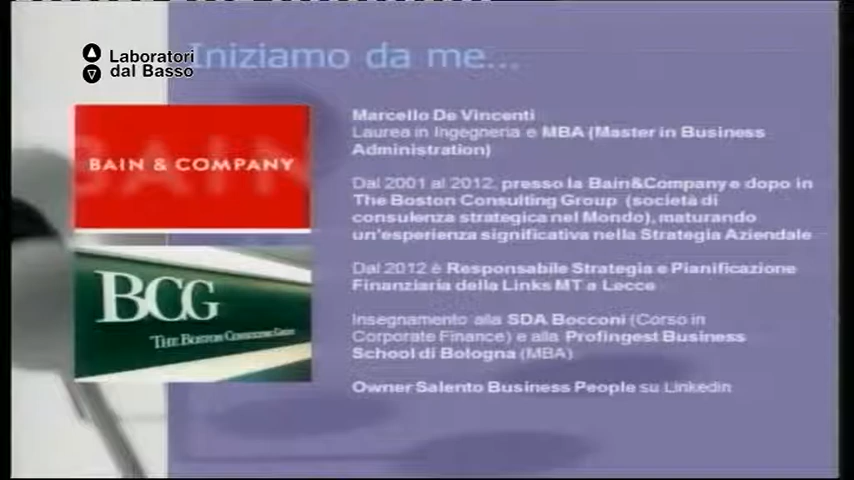 Laboratori
dal Basso
Iniziamo da me...
BAIN & COMPANY
BAIN
BCG
THE BOSTON CONSULTING GROUP
Marcello De Vincenti
Laurea in Ingegneria e MBA (Master in Business
Administration)
Dal 2001 al 2012, presso la Bain&Company e dopo in
The Boston Consulting Group (società di
consulenza strategica nel Mondo), maturando
un'esperienza significativa nella Strategia Aziendale
Dal 2012 è Responsabile Strategia e Pianificazione
Finanziaria della Links MT a Lecce
Insegnamento alla SDA Bocconi (Corso in
Corporate Finance) e alla Profingest Business
School di Bologna (MBA)
Owner Salento Business People su Linkedin